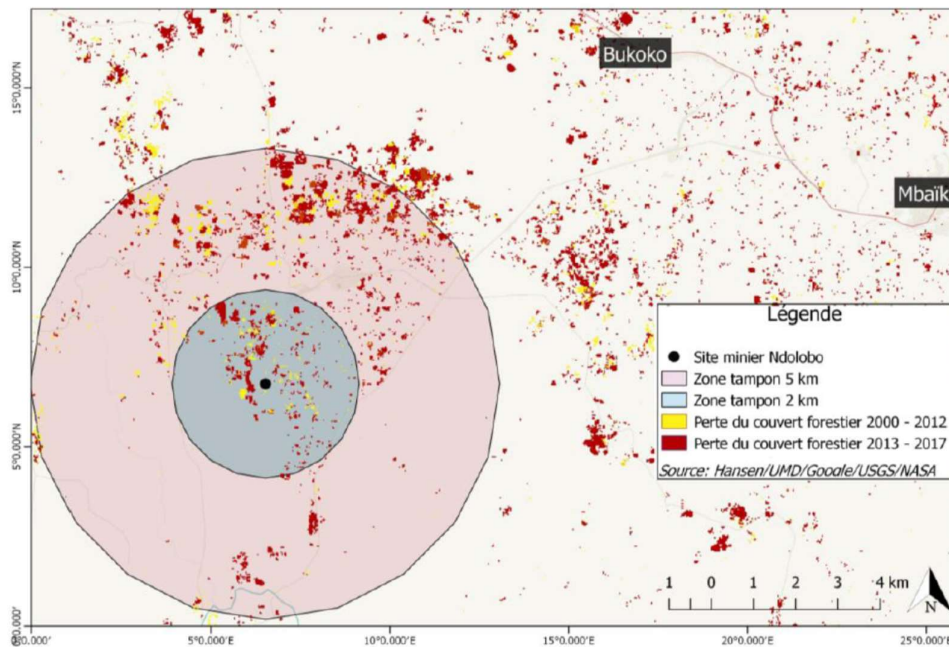 Bukoko
Mbaïk
15°0.000'N
10°0.000'N
5°0.000'N
0°0.000'
Légende
Site minier Ndolobo
Zone tampon 5 km
Zone tampon 2 km
Perte du couvert forestier 2000 - 2012
Perte du couvert forestier 2013 - 2017
Source: Hansen/UMD/Google/USGS/NASA
1 0 1 2 3 4 km
N
0°0.000' 5°0.000'E 10°0.000'E 15°0.000'E 20°0.000'E 25°0.000'E